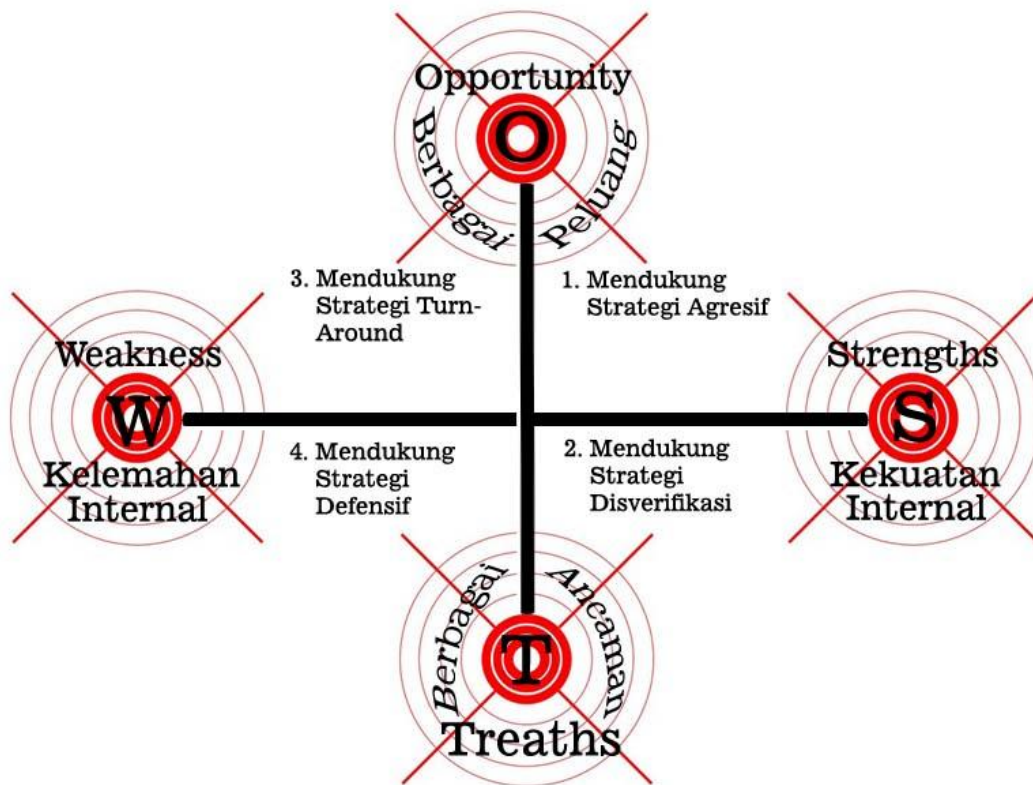 Opportunity
O
Berbagai Peluang
3. Mendukung
Strategi Turn-
Around
1. Mendukung
Strategi Agresif
Weakness
W
Kelemahan
Internal
Strengths
S
Kekuatan
Internal
4. Mendukung
Strategi
Defensif
2. Mendukung
Strategi
Disverifikasi
Berbagai Ancaman
T
Treaths